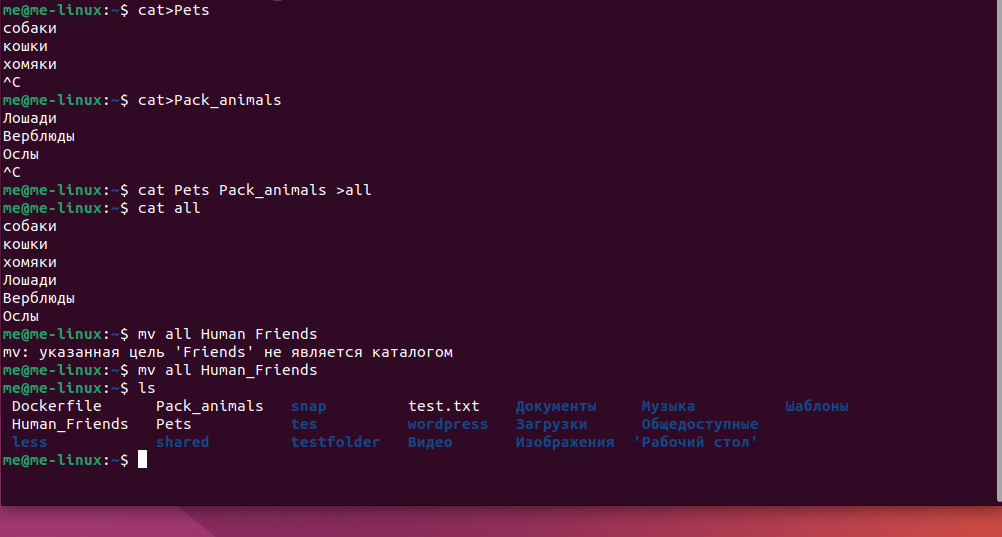 me@me-linux:~$ cat>Pets
собаки
кошки
хомяки
^C
me@me-linux:~$ cat>Pack_animals
Лошади
Верблюды
Ослы
^C
me@me-linux:~$ cat Pets Pack_animals >all
me@me-linux:~$ cat all
собаки
кошки
хомяки
Лошади
Верблюды
Ослы
me@me-linux:~$ mv all Human Friends
mv: указанная цель 'Friends' не является каталогом
me@me-linux:~$ mv all Human_Friends
me@me-linux:~$ ls
Dockerfile Pack_animals snap test.txt Документы Музыка Шаблоны
Human_Friends Pets tes wordpress Загрузки Общедоступные
less shared testfolder Видео Изображения 'Рабочий стол'
me@me-linux:~$